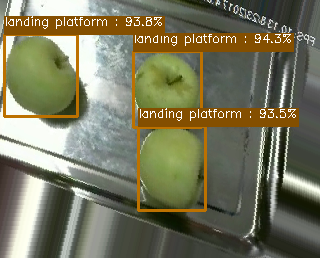 landing platform : 93.8%
landing platform : 94.3%
landing platform : 93.5%